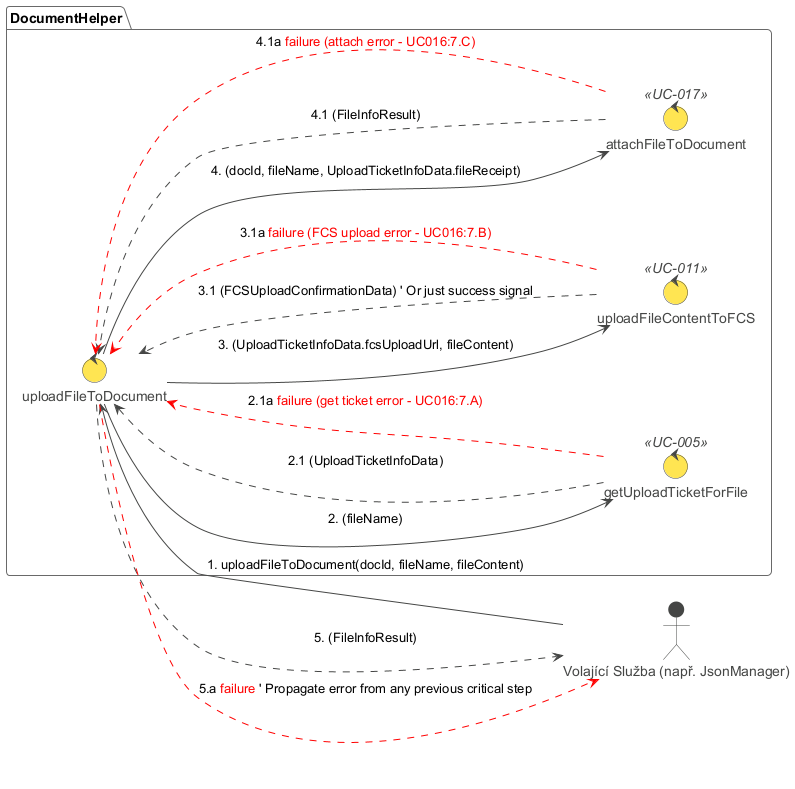 DocumentHelper
4.1a failure (attach error - UC016:7.C)
«UC-017»
4.1 (FileInfoResult)
attachFileToDocument
4. (docId, fileName, UploadTicketInfoData.fileReceipt)
3.1a failure (FCS upload error - UC016:7.B)
«UC-011»
3.1 (FCSUploadConfirmationData) ' Or just success signal
uploadFileContentToFCS
3. (UploadTicketInfoData.fcsUploadUrl, fileContent)
uploadFileToDocument
2.1a failure (get ticket error - UC016:7.A)
«UC-005»
2.1 (UploadTicketInfoData)
getUploadTicketForFile
2. (fileName)
1. uploadFileToDocument(docId, fileName, fileContent)
5. (FileInfoResult)
Volající Služba (např. JsonManager)
5.a failure ' Propagate error from any previous critical step